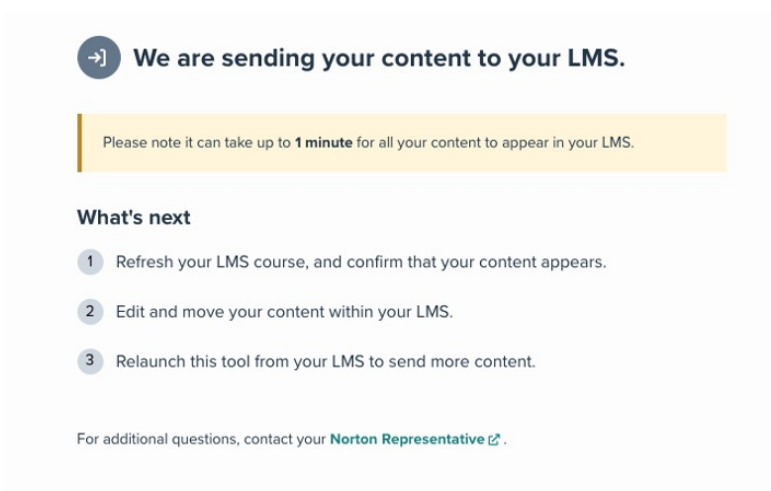 We are sending your content to your LMS.
Please note it can take up to 1 minute for all your content to appear in your LMS.
What's next
1 Refresh your LMS course, and confirm that your content appears.
2 Edit and move your content within your LMS.
3 Relaunch this tool from your LMS to send more content.
For additional questions, contact your Norton Representative.